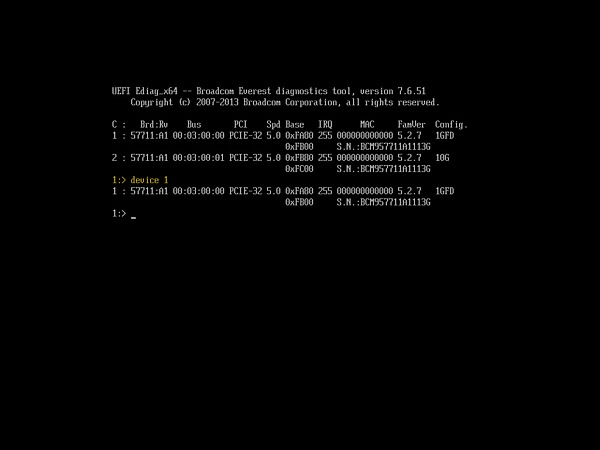 UEFI Ediag_x64 -- Broadcom Everest diagnostics tool, version 7.6.51
Copyright (c) 2007-2013 Broadcom Corporation, all rights reserved.
C : Brd:Rv Bus PCI Spd Base IRQ MAC FamVer Config.
1 : 57711:A1 00:03:00:00 PCIE-32 5.0 0xFA80 255 000000000000 5.2.7 1GFD
0xFB00 S.N.:BCM957711A1113G
2 : 57711:A1 00:03:00:01 PCIE-32 5.0 0xFB80 255 000000000000 5.2.7 10G
0xFC00 S.N.:BCM957711A1113G
1:> device 1
1 : 57711:A1 00:03:00:00 PCIE-32 5.0 0xFA80 255 000000000000 5.2.7 1GFD
0xFB00 S.N.:BCM957711A1113G
1:> _